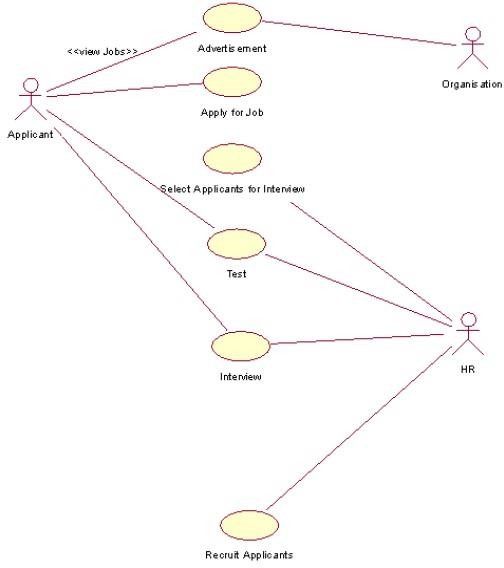 <<view Jobs>>
Advertisement
Organisation
Apply for Job
Applicant
Select Applicants for Interview
Test
HR
Interview
Recruit Applicants